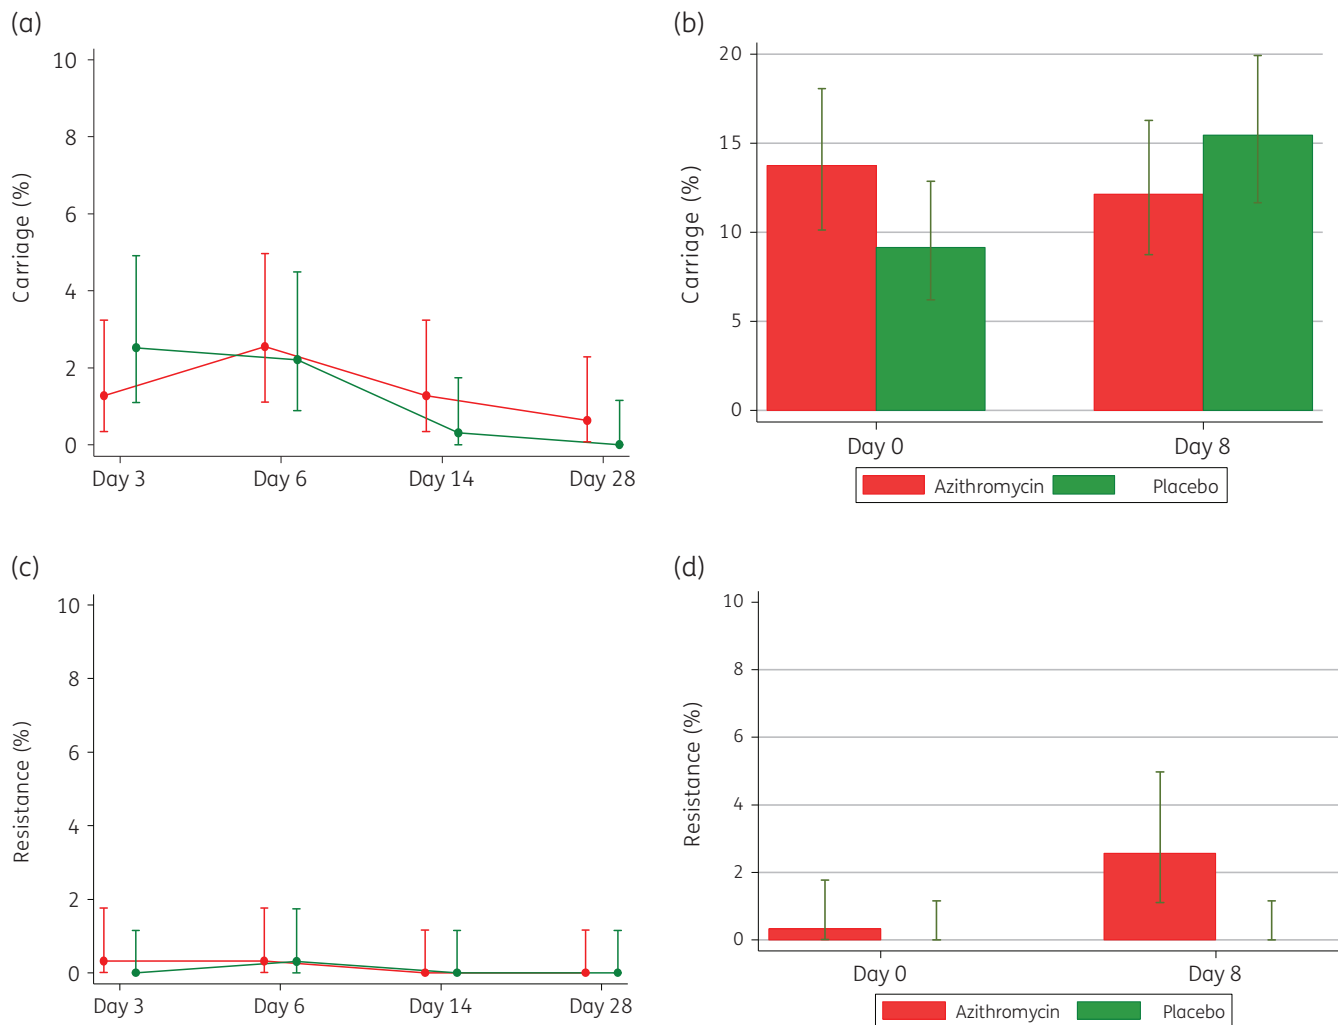 (a)
10
8
6
4
2
0
Carriage (%)
Day 3 Day 6 Day 14 Day 28
(b)
20
15
10
5
0
Carriage (%)
Day 0 Day 8
Azithromycin Placebo
(c)
10
8
6
4
2
0
Resistance (%)
Day 3 Day 6 Day 14 Day 28
(d)
10
8
6
4
2
0
Resistance (%)
Day 0 Day 8
Azithromycin Placebo